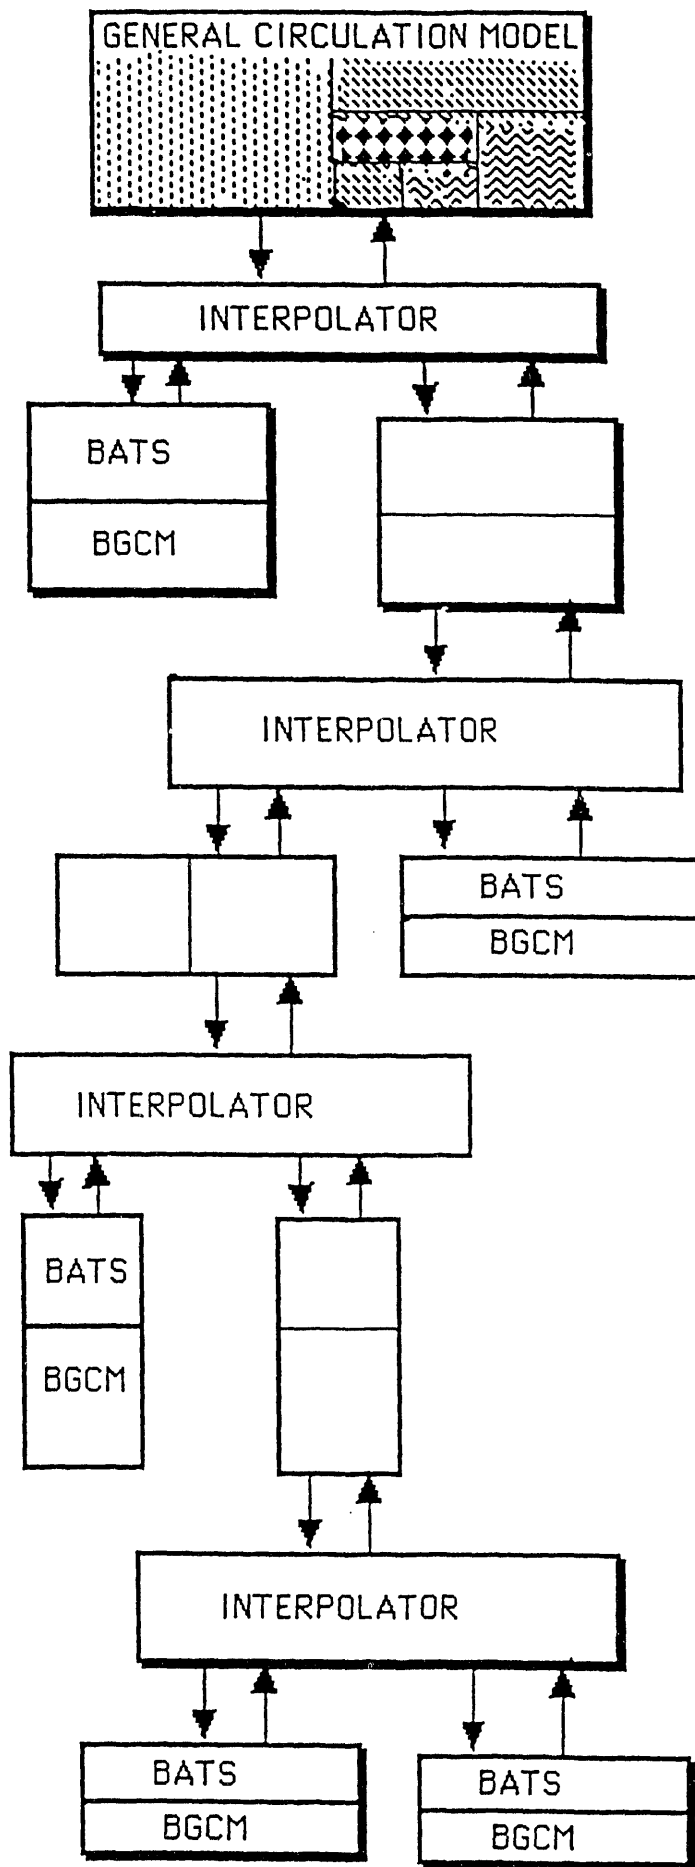 GENERAL CIRCULATION MODEL
INTERPOLATOR
BATS
BGCM
INTERPOLATOR
BATS
BGCM
INTERPOLATOR
BATS
BGCM
INTERPOLATOR
BATS
BGCM
BATS
BGCM